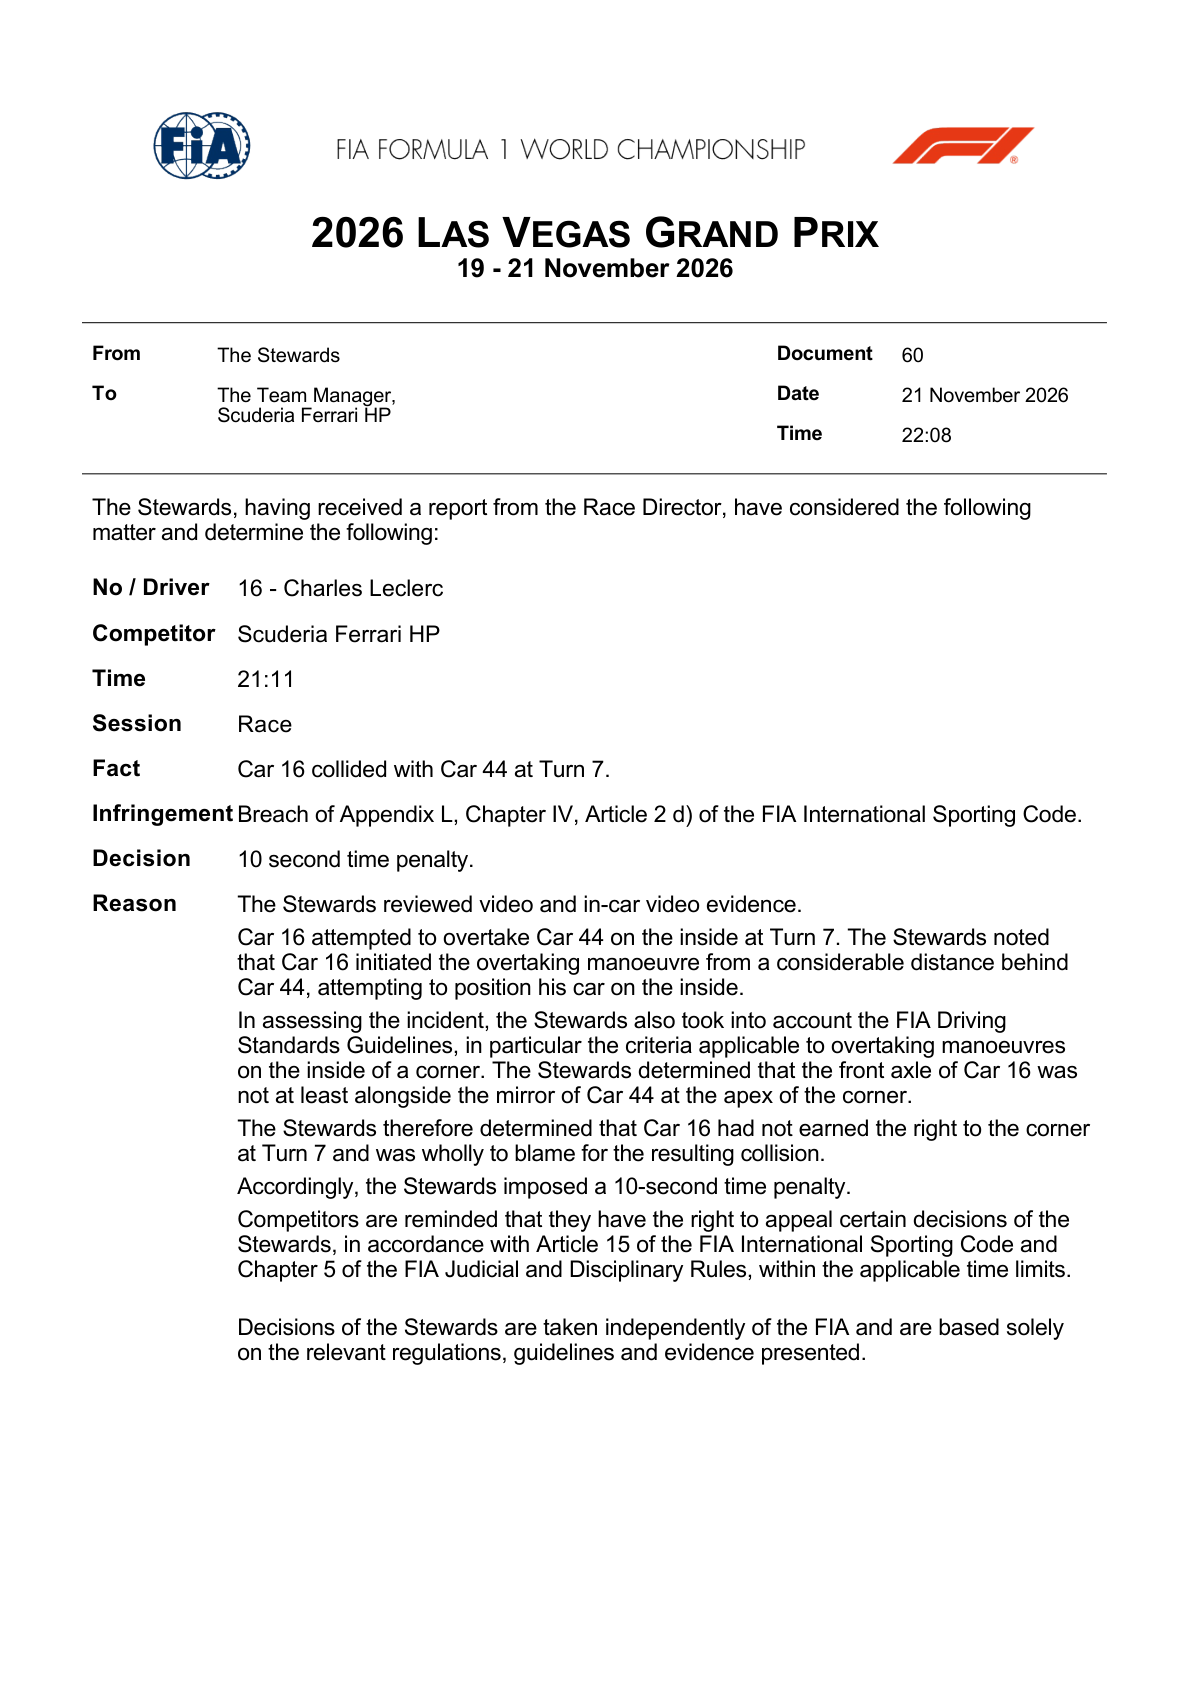 FiA
FIA FORMULA 1 WORLD CHAMPIONSHIP
F1
®
2026 LAS VEGAS GRAND PRIX
19 - 21 November 2026
From The Stewards Document 60
To The Team Manager, Date 21 November 2026
Scuderia Ferrari HP
Time 22:08
The Stewards, having received a report from the Race Director, have considered the following
matter and determine the following:
No / Driver 16 - Charles Leclerc
Competitor Scuderia Ferrari HP
Time 21:11
Session Race
Fact Car 16 collided with Car 44 at Turn 7.
Infringement Breach of Appendix L, Chapter IV, Article 2 d) of the FIA International Sporting Code.
Decision 10 second time penalty.
Reason The Stewards reviewed video and in-car video evidence.
Car 16 attempted to overtake Car 44 on the inside at Turn 7. The Stewards noted
that Car 16 initiated the overtaking manoeuvre from a considerable distance behind
Car 44, attempting to position his car on the inside.
In assessing the incident, the Stewards also took into account the FIA Driving
Standards Guidelines, in particular the criteria applicable to overtaking manoeuvres
on the inside of a corner. The Stewards determined that the front axle of Car 16 was
not at least alongside the mirror of Car 44 at the apex of the corner.
The Stewards therefore determined that Car 16 had not earned the right to the corner
at Turn 7 and was wholly to blame for the resulting collision.
Accordingly, the Stewards imposed a 10-second time penalty.
Competitors are reminded that they have the right to appeal certain decisions of the
Stewards, in accordance with Article 15 of the FIA International Sporting Code and
Chapter 5 of the FIA Judicial and Disciplinary Rules, within the applicable time limits.
Decisions of the Stewards are taken independently of the FIA and are based solely
on the relevant regulations, guidelines and evidence presented.